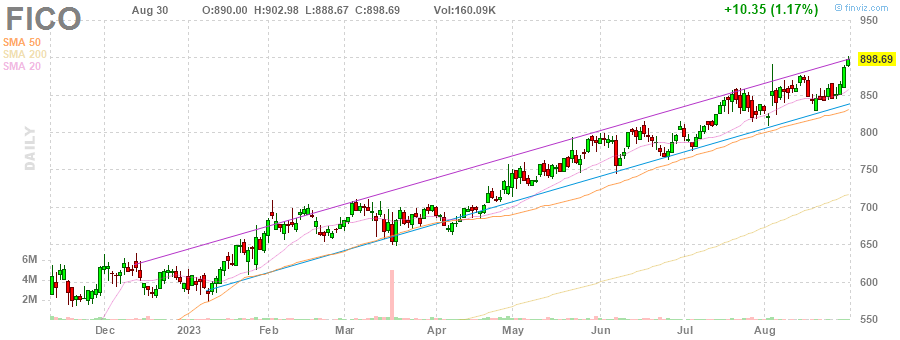 FICO
Aug 30 O:890.00 H:902.98 L:888.67 C:898.69 Vol:160.09K +10.35 (1.17%) finviz.com
SMA 50
SMA 200
SMA 20
DAILY
6M
4M
2M
950
898.69
850
800
750
700
650
600
550
Dec 2023 Feb Mar Apr May Jun Jul Aug